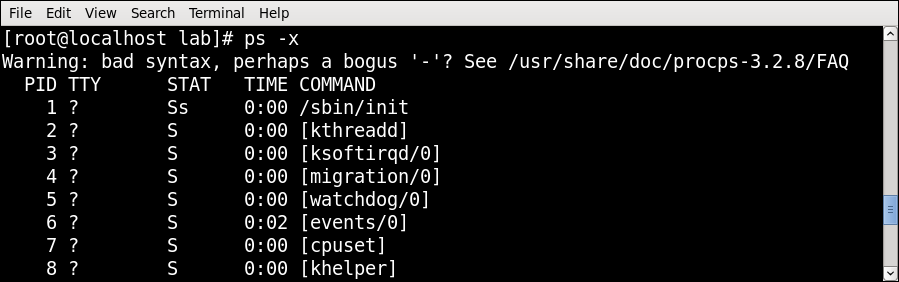 File Edit View Search Terminal Help
[root@localhost lab]# ps -x
Warning: bad syntax, perhaps a bogus '-'? See /usr/share/doc/procps-3.2.8/FAQ
  PID TTY      STAT   TIME COMMAND
    1 ?        Ss     0:00 /sbin/init
    2 ?        S      0:00 [kthreadd]
    3 ?        S      0:00 [ksoftirqd/0]
    4 ?        S      0:00 [migration/0]
    5 ?        S      0:00 [watchdog/0]
    6 ?        S      0:02 [events/0]
    7 ?        S      0:00 [cpuset]
    8 ?        S      0:00 [khelper]